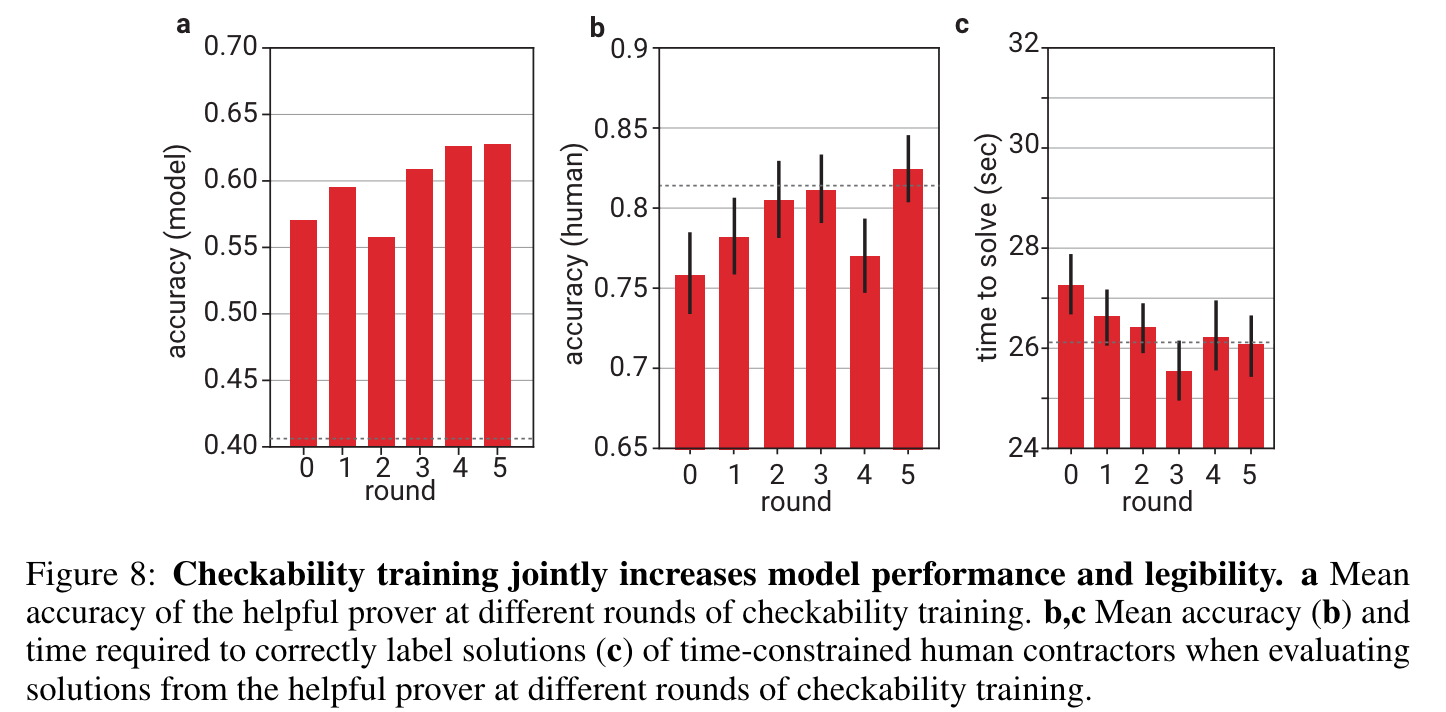 a
0.70
0.65
0.60
0.55
0.50
0.45
0.40
accuracy (model)
0 1 2 3 4 5
round
b
0.9
0.85
0.8
0.75
0.7
0.65
accuracy (human)
0 1 2 3 4 5
round
c
32
30
28
26
24
time to solve (sec)
0 1 2 3 4 5
round
Figure 8: Checkability training jointly increases model performance and legibility. a Mean
accuracy of the helpful prover at different rounds of checkability training. b,c Mean accuracy (b) and
time required to correctly label solutions (c) of time-constrained human contractors when evaluating
solutions from the helpful prover at different rounds of checkability training.